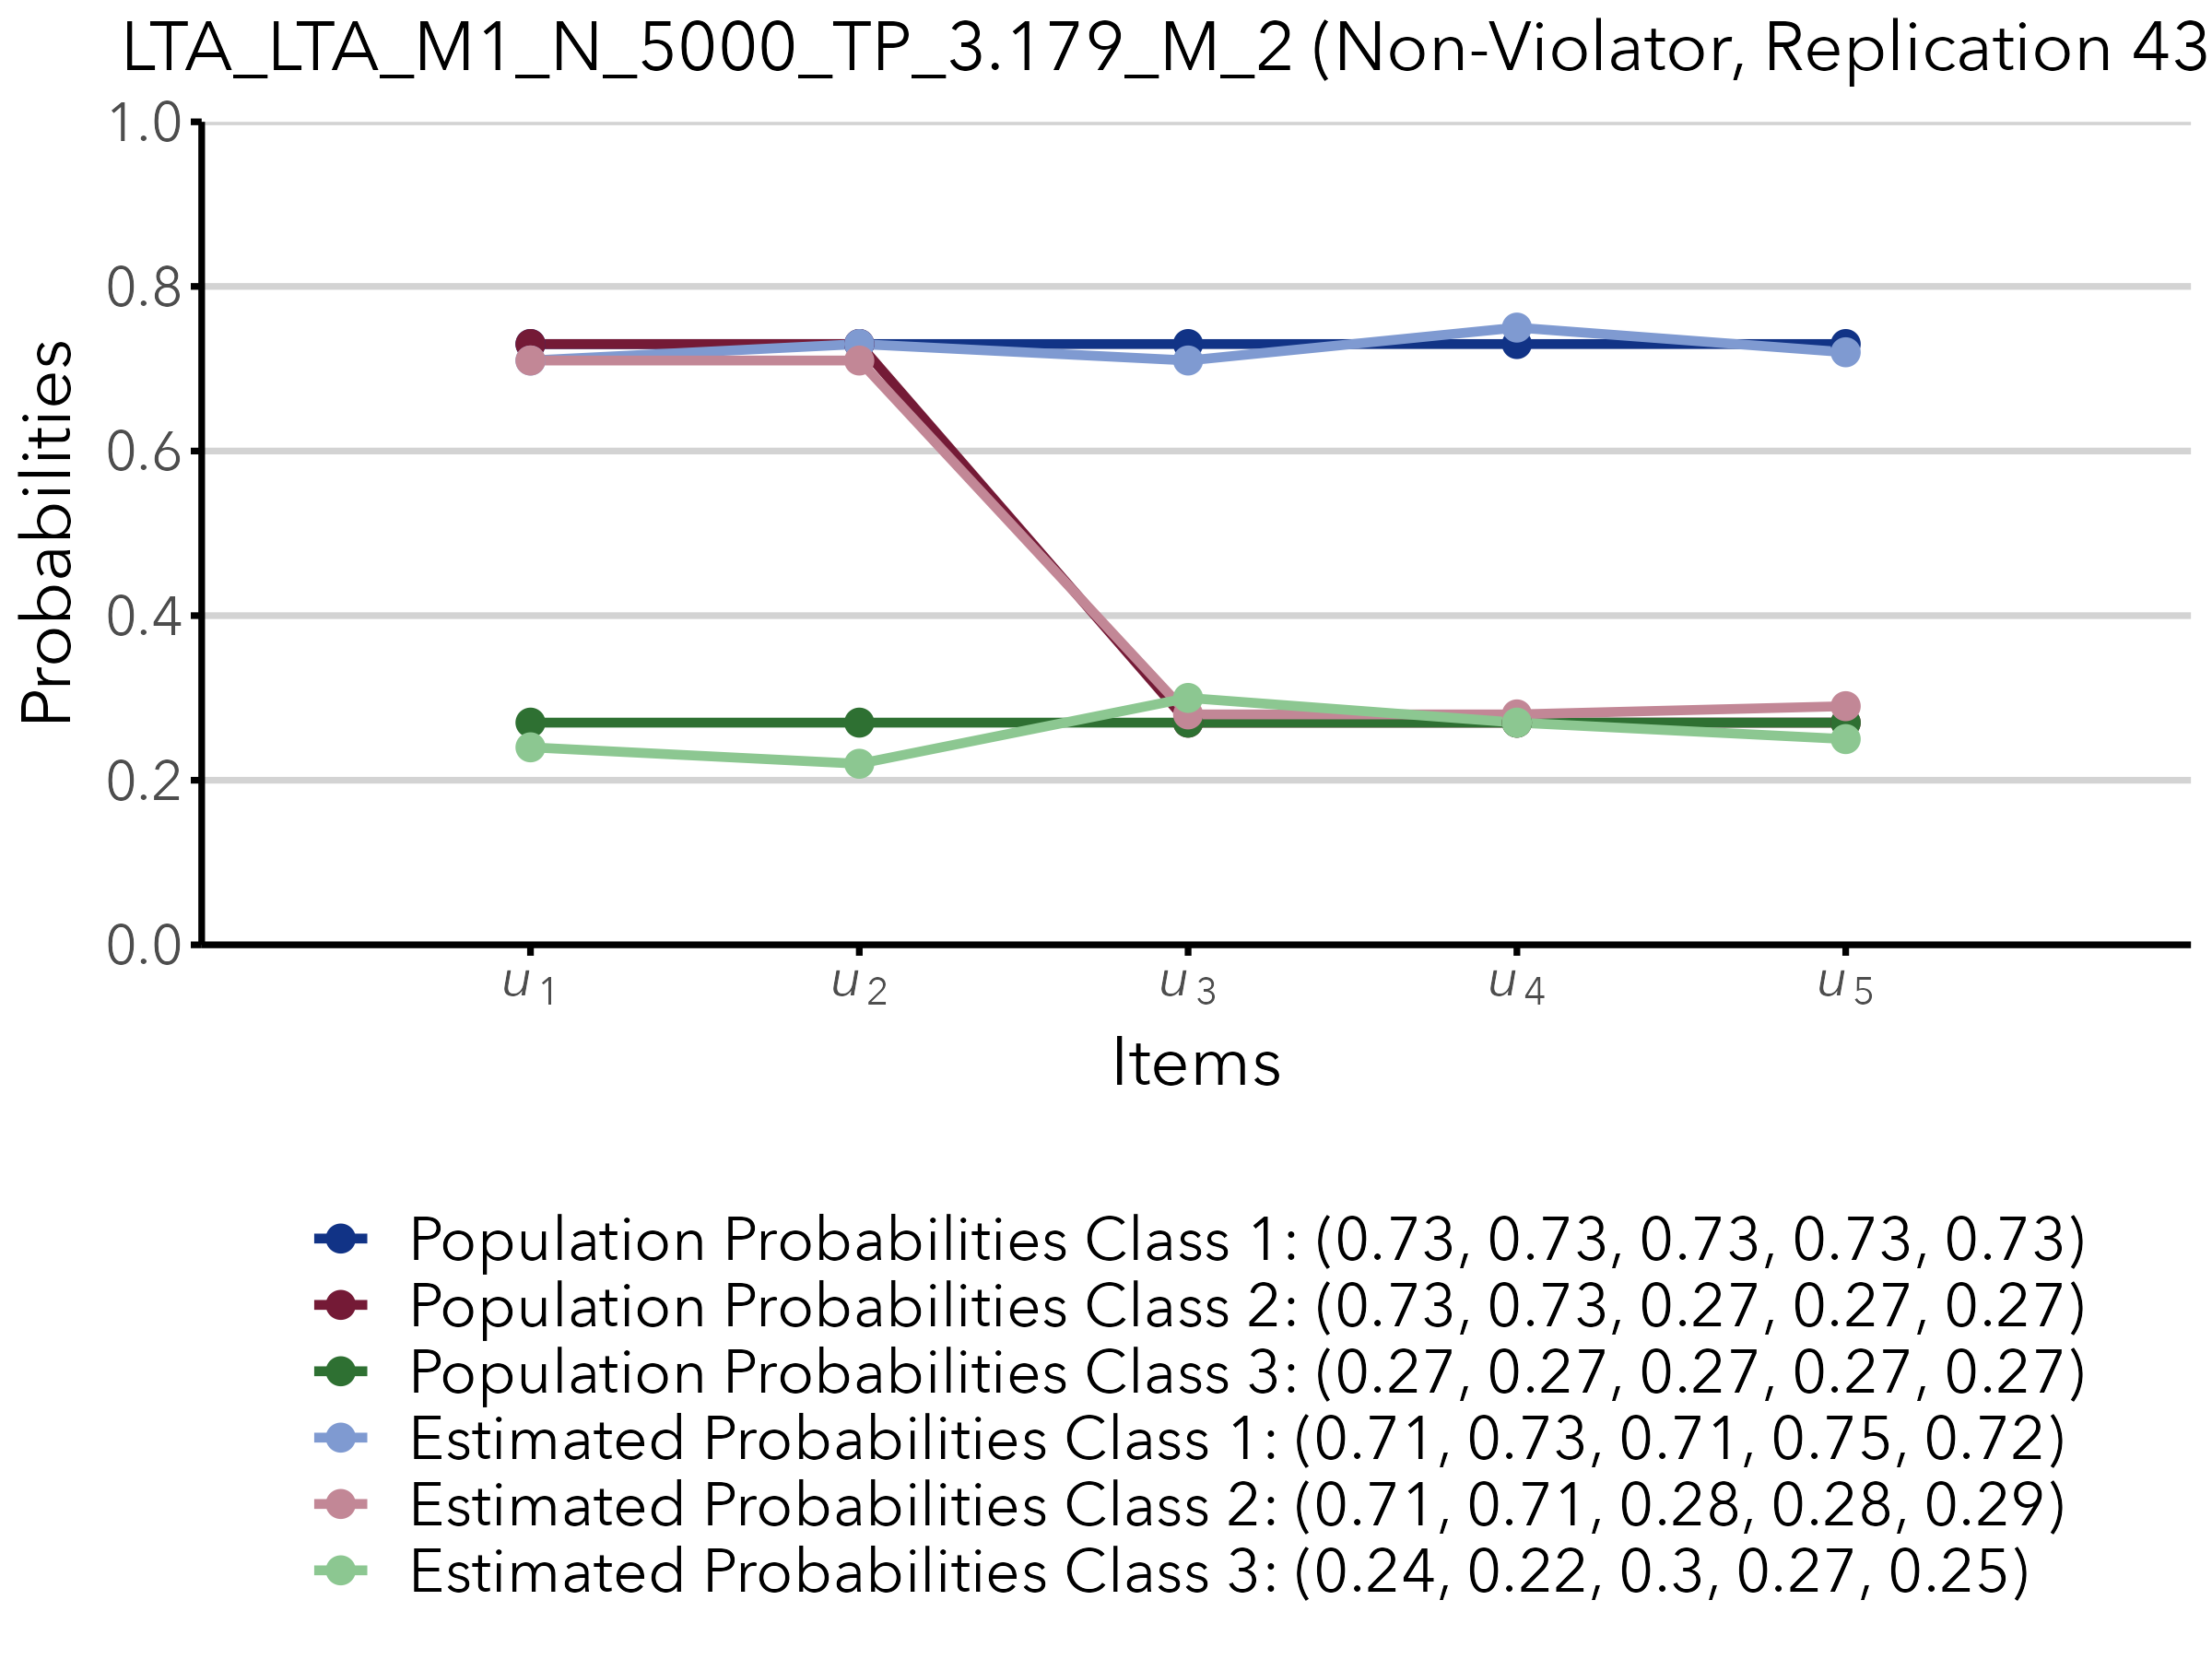 LTA_LTA_M1_N_5000_TP_3.179_M_2 (Non-Violator, Replication 43
1.0
0.8
0.6
0.4
0.2
0.0
Probabilities
u1 u2 u3 u4 u5
Items
Population Probabilities Class 1: (0.73, 0.73, 0.73, 0.73, 0.73)
Population Probabilities Class 2: (0.73, 0.73, 0.27, 0.27, 0.27)
Population Probabilities Class 3: (0.27, 0.27, 0.27, 0.27, 0.27)
Estimated Probabilities Class 1: (0.71, 0.73, 0.71, 0.75, 0.72)
Estimated Probabilities Class 2: (0.71, 0.71, 0.28, 0.28, 0.29)
Estimated Probabilities Class 3: (0.24, 0.22, 0.3, 0.27, 0.25)